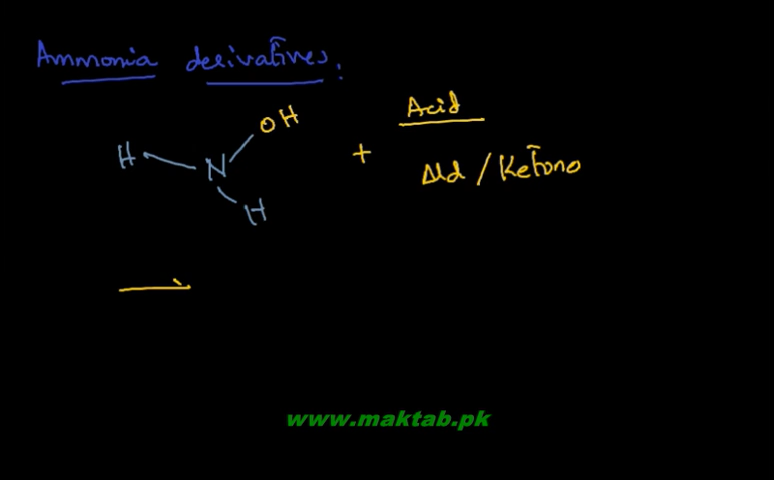 Ammonia derivatives:
Acid
OH
H N + Ald / Ketone
H
www.maktab.pk